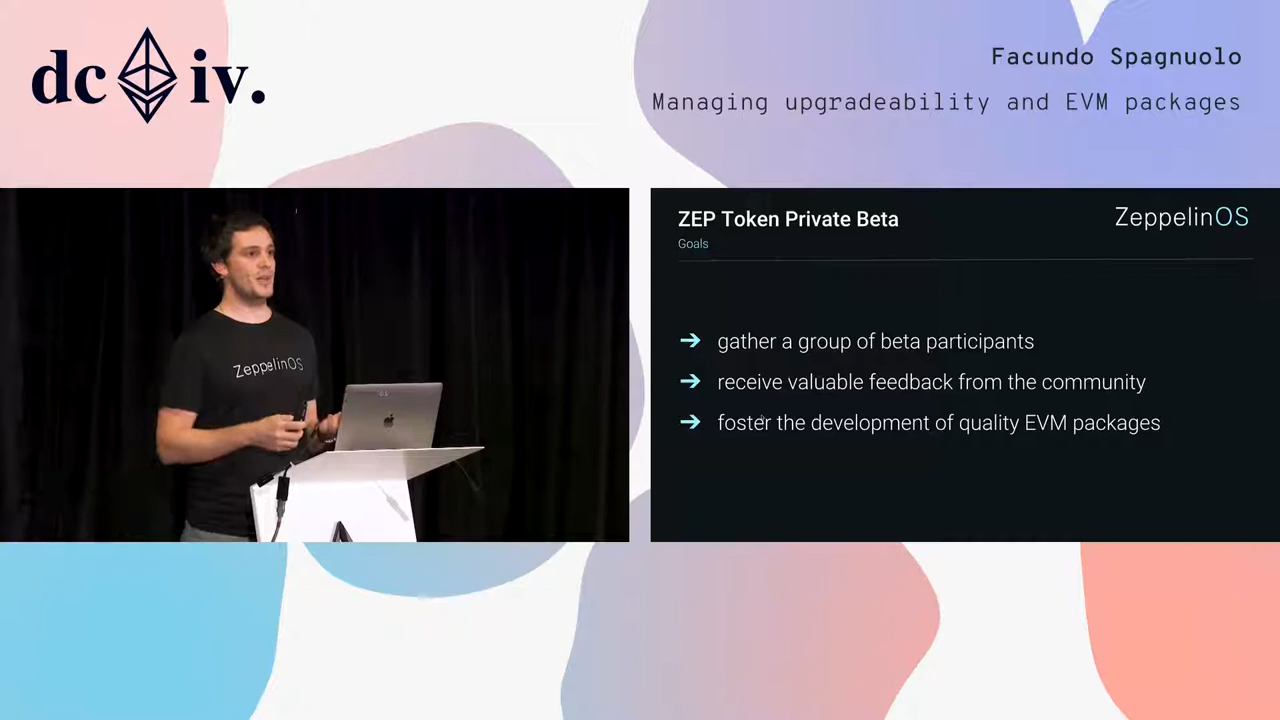 dc iv.
Facundo Spagnuolo
Managing upgradeability and EVM packages
ZeppelinOS
ZEP Token Private Beta
ZeppelinOS
Goals
gather a group of beta participants
receive valuable feedback from the community
foster the development of quality EVM packages